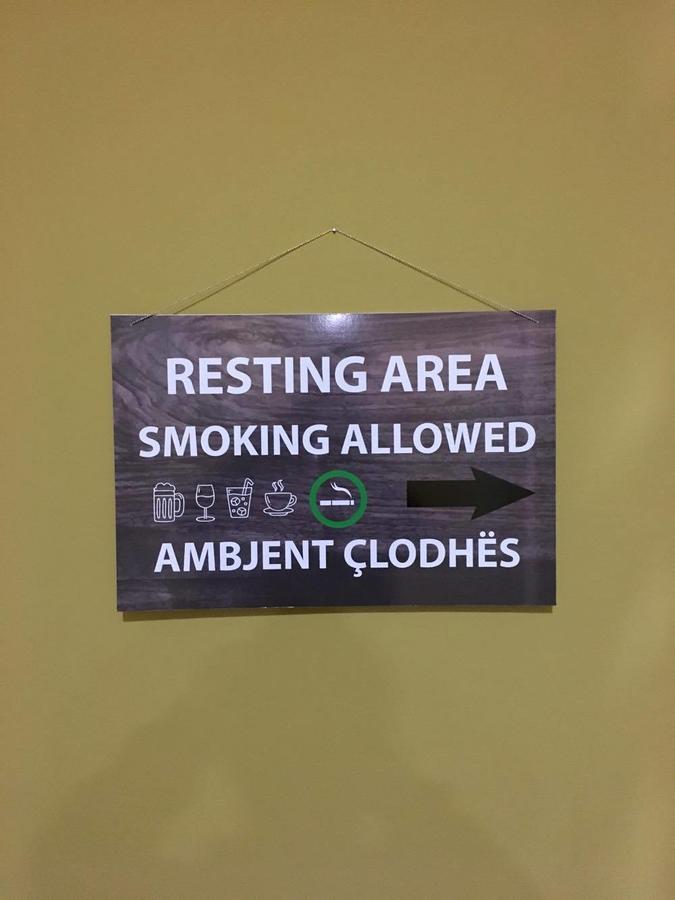 RESTING AREA
SMOKING ALLOWED
AMBJENT ÇLODHËS